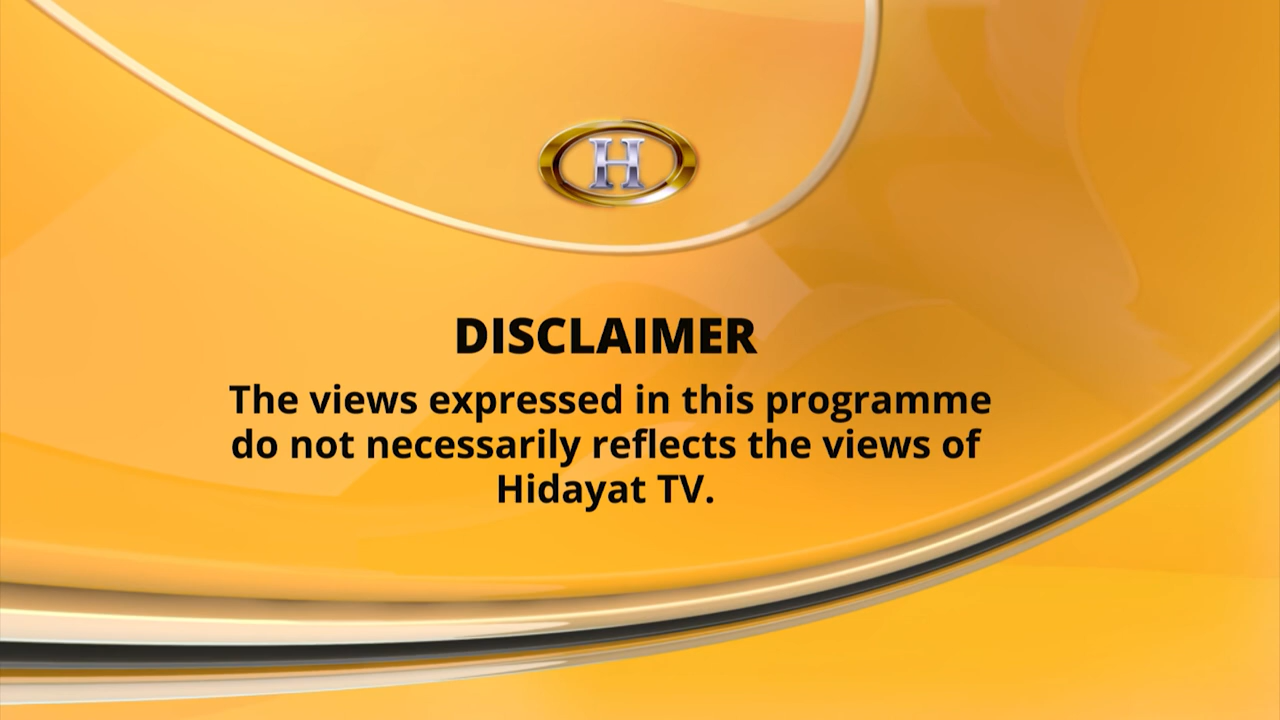 H
DISCLAIMER
The views expressed in this programme
do not necessarily reflects the views of
Hidayat TV.